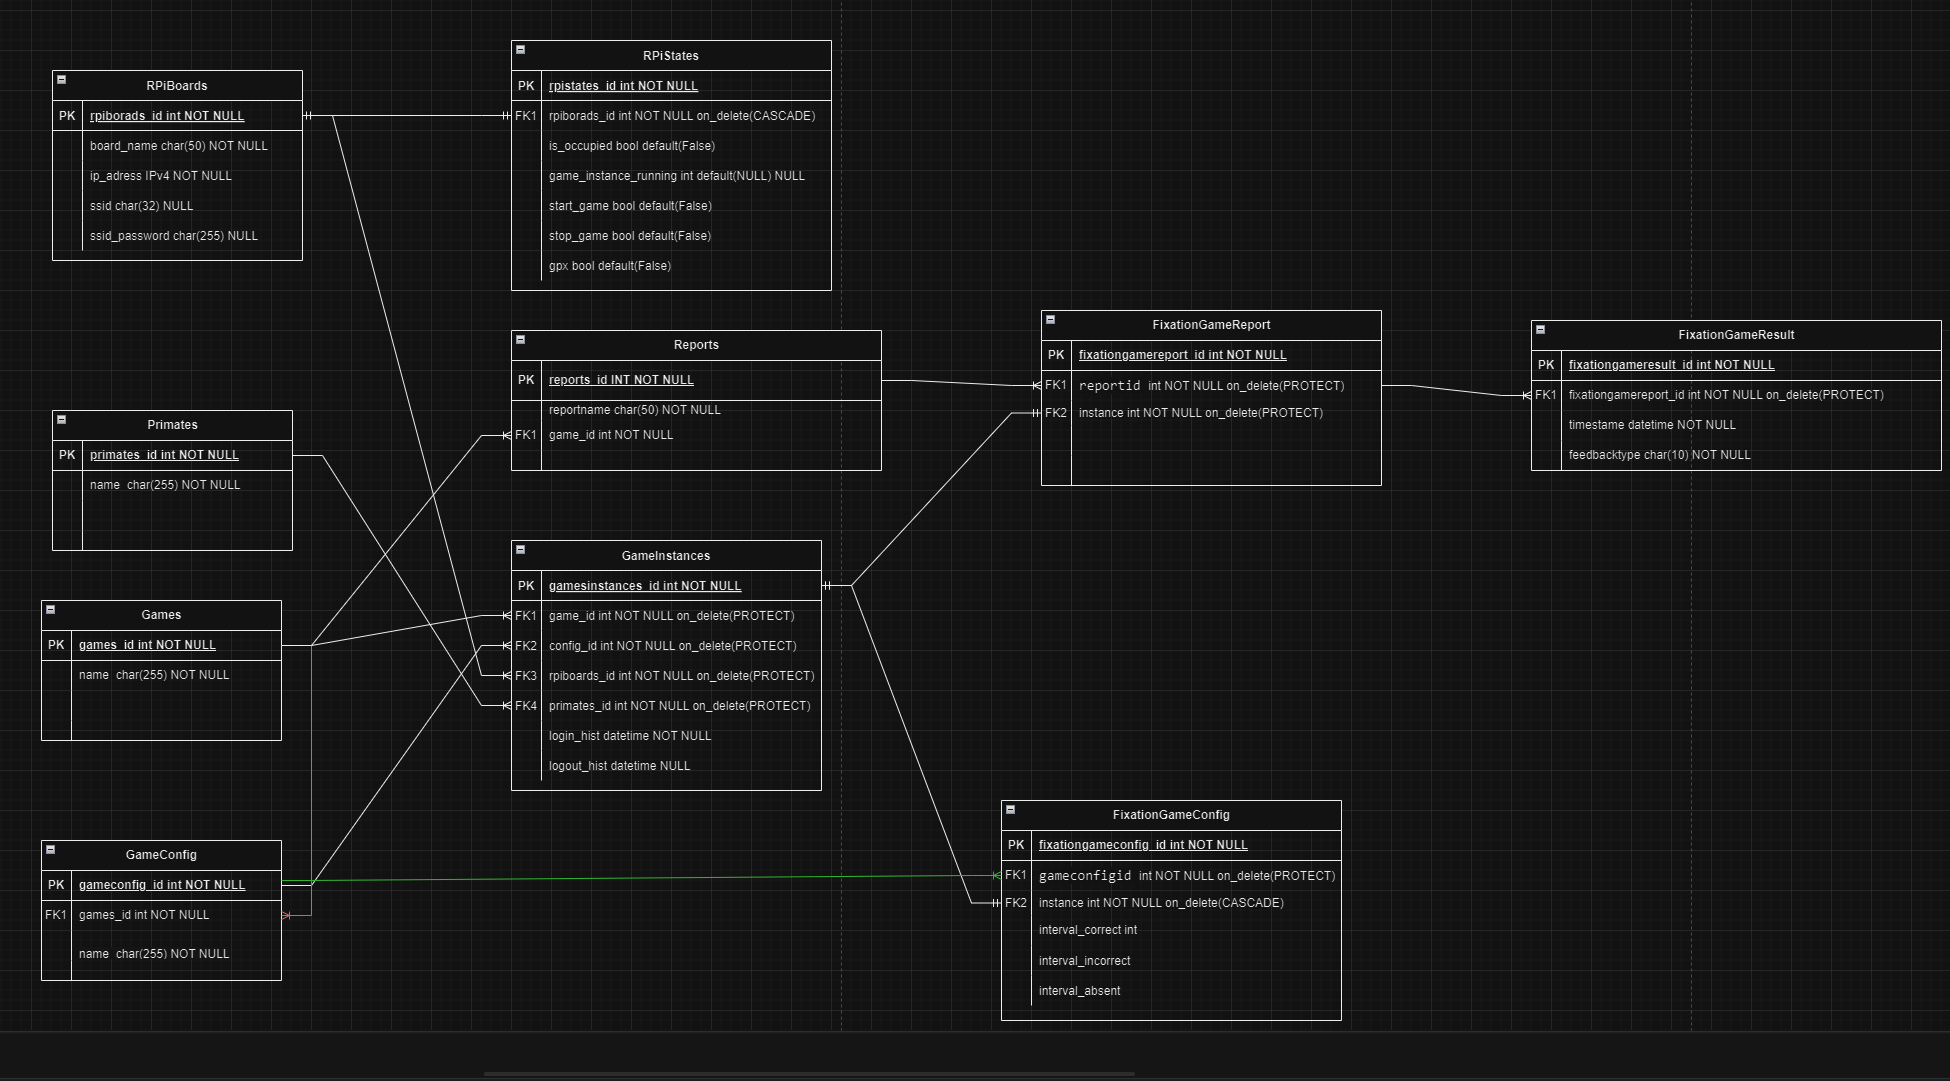 RPiBoards
PK rpiborads_id int NOT NULL
board_name char(50) NOT NULL
ip_adress IPv4 NOT NULL
ssid char(32) NULL
ssid_password char(255) NULL
RPiStates
PK rpistates_id int NOT NULL
FK1 rpiborads_id int NOT NULL on_delete(CASCADE)
is_occupied bool default(False)
game_instance_running int default(NULL) NULL
start_game bool default(False)
stop_game bool default(False)
gpx bool default(False)
Reports
PK reports_id INT NOT NULL
reportname char(50) NOT NULL
FK1 game_id int NOT NULL
FixationGameReport
PK fixationgamereport_id int NOT NULL
FK1 reportid int NOT NULL on_delete(PROTECT)
FK2 instance int NOT NULL on_delete(PROTECT)
FixationGameResult
PK fixationgameresult_id int NOT NULL
FK1 fixationgamereport_id int NOT NULL on_delete(PROTECT)
timestame datetime NOT NULL
feedbacktype char(10) NOT NULL
Primates
PK primates_id int NOT NULL
name char(255) NOT NULL
Games
PK games_id int NOT NULL
name char(255) NOT NULL
GameInstances
PK gamesinstances_id int NOT NULL
FK1 game_id int NOT NULL on_delete(PROTECT)
FK2 config_id int NOT NULL on_delete(PROTECT)
FK3 rpiboards_id int NOT NULL on_delete(PROTECT)
FK4 primates_id int NOT NULL on_delete(PROTECT)
login_hist datetime NOT NULL
logout_hist datetime NULL
GameConfig
PK gameconfig_id int NOT NULL
FK1 games_id int NOT NULL
name char(255) NOT NULL
FixationGameConfig
PK fixationgameconfig_id int NOT NULL
FK1 gameconfigid int NOT NULL on_delete(PROTECT)
FK2 instance int NOT NULL on_delete(CASCADE)
interval_correct int
interval_incorrect
interval_absent